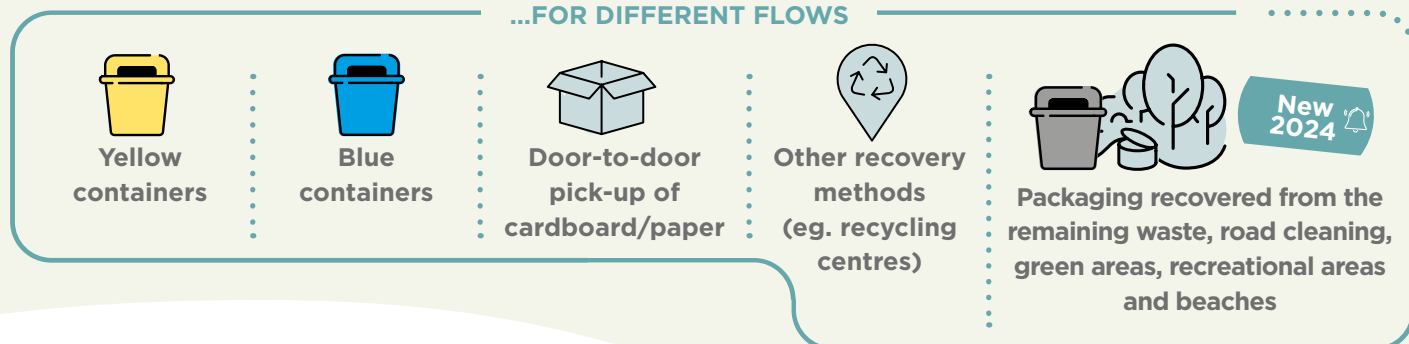 ...FOR DIFFERENT FLOWS
Yellow
containers
Blue
containers
Door-to-door
pick-up of
cardboard/paper
Other recovery
methods
(eg. recycling
centres)
New
2024
Packaging recovered from the
remaining waste, road cleaning,
green areas, recreational areas
and beaches